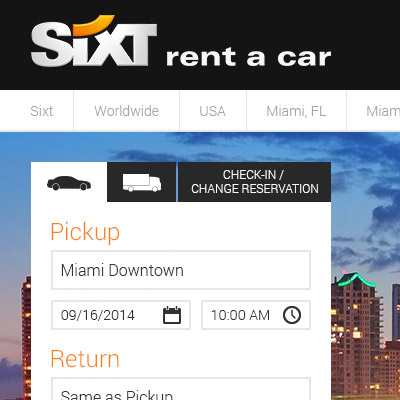 SiXT rent a car
Sixt Worldwide USA Miami, FL Miam
CHECK-IN /
CHANGE RESERVATION
Pickup
Miami Downtown
09/16/2014 10:00 AM
Return
Same as Pickup